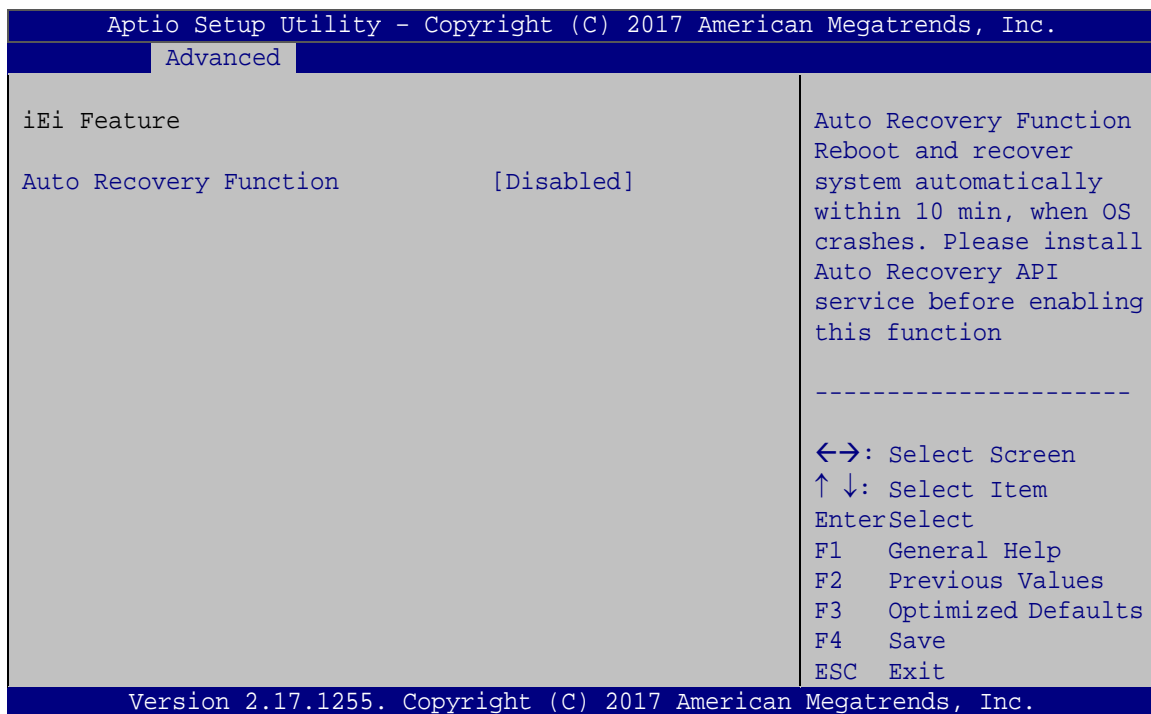 Aptio Setup Utility – Copyright (C) 2017 American Megatrends, Inc.
Advanced
iEi Feature
Auto Recovery Function [Disabled]
Auto Recovery Function
Reboot and recover
system automatically
within 10 min, when OS
crashes. Please install
Auto Recovery API
service before enabling
this function
----------------------
←→: Select Screen
↑ ↓: Select Item
EnterSelect
F1 General Help
F2 Previous Values
F3 Optimized Defaults
F4 Save
ESC Exit
Version 2.17.1255. Copyright (C) 2017 American Megatrends, Inc.